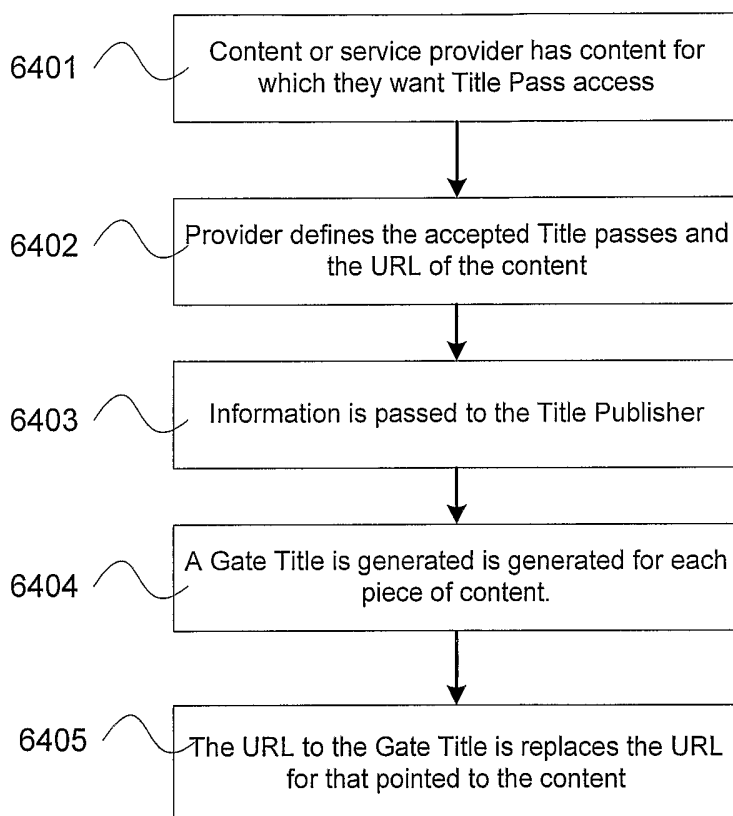 6401
Content or service provider has content for
which they want Title Pass access
6402
Provider defines the accepted Title passes and
the URL of the content
6403
Information is passed to the Title Publisher
6404
A Gate Title is generated is generated for each
piece of content.
6405
The URL to the Gate Title is replaces the URL
for that pointed to the content